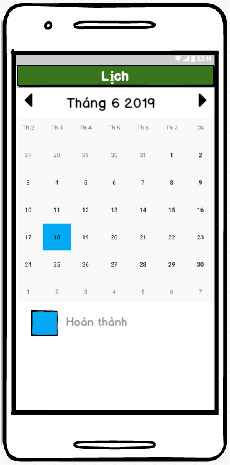 23:14
Lịch
Tháng 6 2019
Th 2 Th 3 Th 4 Th 5 Th 6 Th 7 CN
27 28 29 30 31 1 2
3 4 5 6 7 8 9
10 11 12 13 14 15 16
17 18 19 20 21 22 23
24 25 26 27 28 29 30
1 2 3 4 5 6 7
Hoàn thành